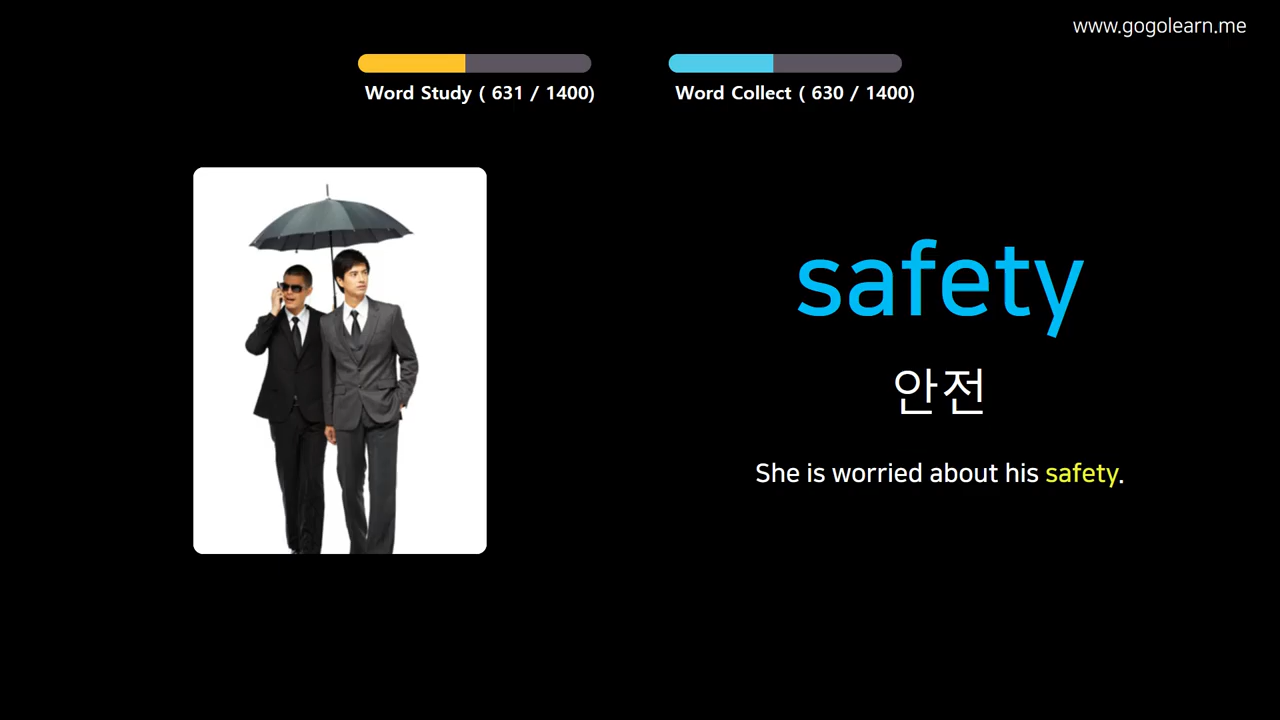 www.gogolearn.me
Word Study ( 631 / 1400)
Word Collect ( 630 / 1400)
safety
안전
She is worried about his safety.